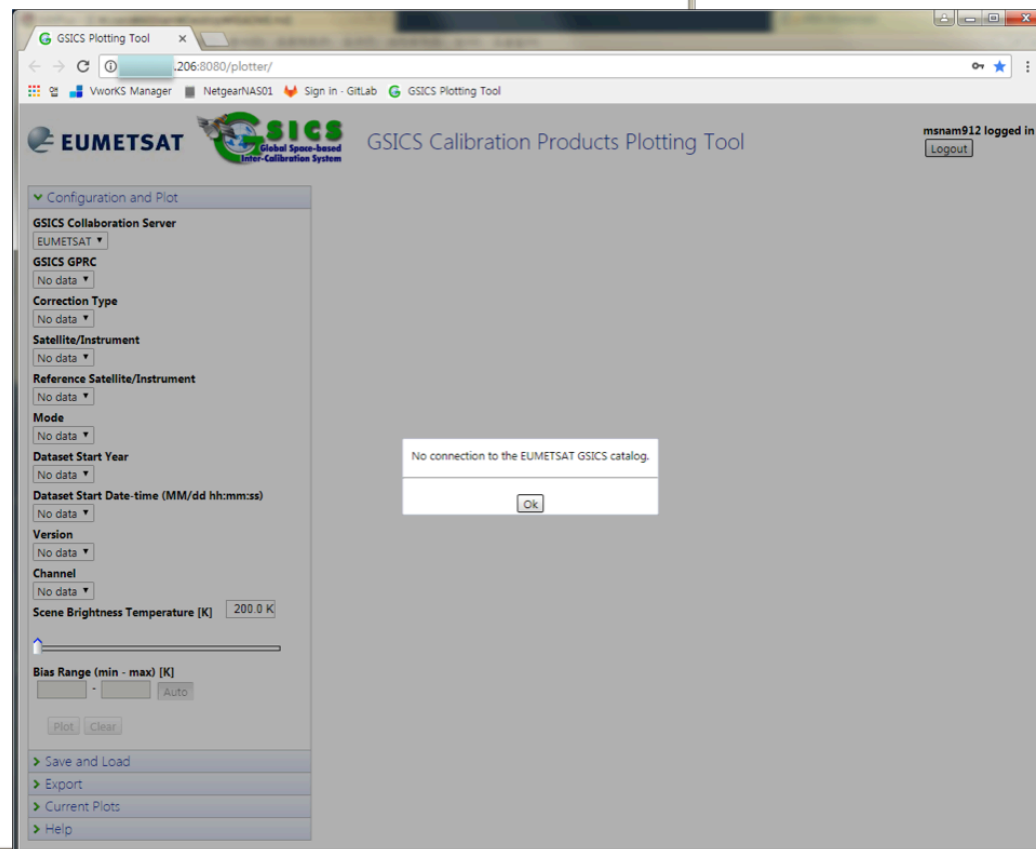 GSICS Plotting Tool
.206:8080/plotter/
앱 VworKS Manager NetgearNAS01 Sign in · GitLab GSICS Plotting Tool
EUMETSAT
GSICS
Global Space-based
Inter-Calibration System
GSICS Calibration Products Plotting Tool
msnam912 logged in
Logout
Configuration and Plot
GSICS Collaboration Server
EUMETSAT
GSICS GPRC
No data
Correction Type
No data
Satellite/Instrument
No data
Reference Satellite/Instrument
No data
Mode
No data
Dataset Start Year
No data
Dataset Start Date-time (MM/dd hh:mm:ss)
No data
Version
No data
Channel
No data
Scene Brightness Temperature [K] 200.0 K
Bias Range (min - max) [K]
- Auto
Plot Clear
Save and Load
Export
Current Plots
Help
No connection to the EUMETSAT GSICS catalog.
Ok